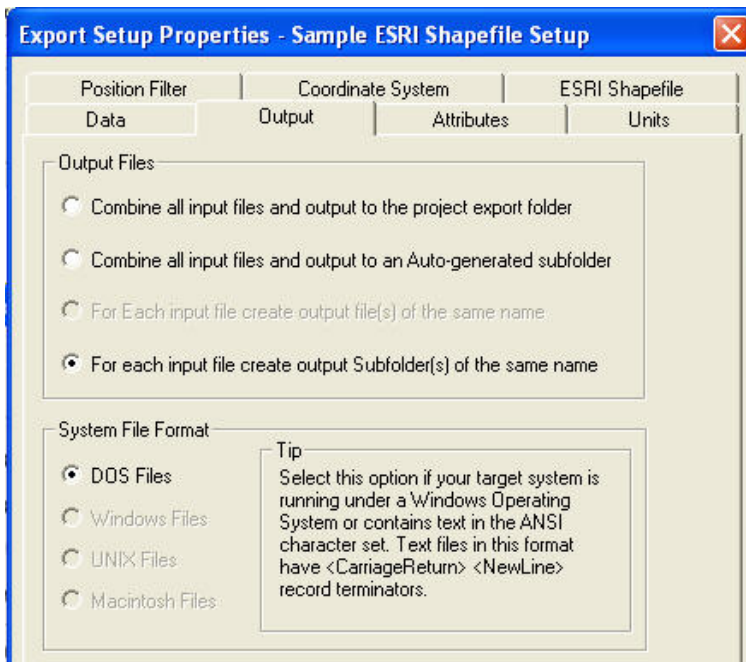 Export Setup Properties - Sample ESRI Shapefile Setup
Position Filter Coordinate System ESRI Shapefile
Data Output Attributes Units
Output Files
Combine all input files and output to the project export folder
Combine all input files and output to an Auto-generated subfolder
For Each input file create output file(s) of the same name
For each input file create output Subfolder(s) of the same name
System File Format
DOS Files
Windows Files
UNIX Files
Macintosh Files
Tip
Select this option if your target system is
running under a Windows Operating
System or contains text in the ANSI
character set. Text files in this format
have <CarriageReturn> <NewLine>
record terminators.